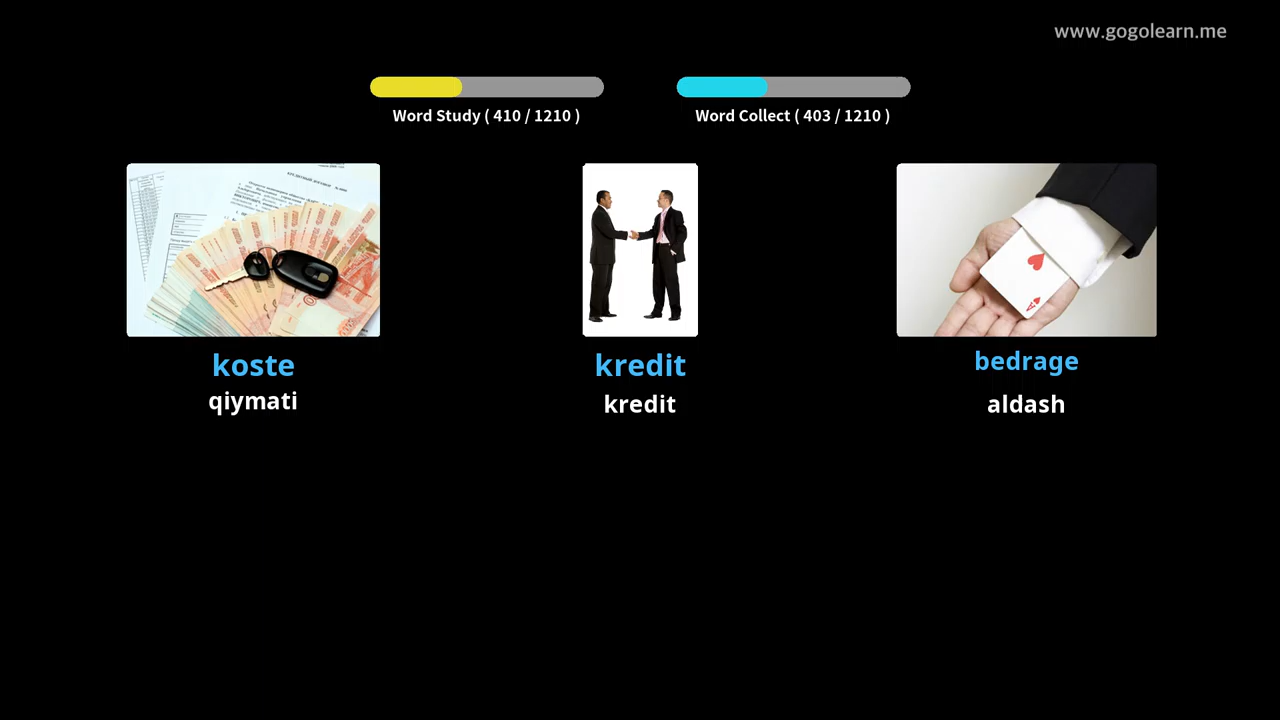 www.gogolearn.me
Word Study ( 410 / 1210 )
Word Collect ( 403 / 1210 )
koste
kredit
bedrage
qiymati
kredit
aldash